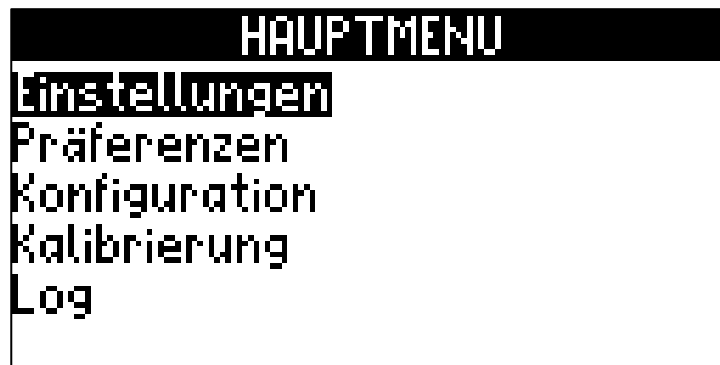 HAUPTMENU
Einstellungen
Präferenzen
Konfiguration
Kalibrierung
Log